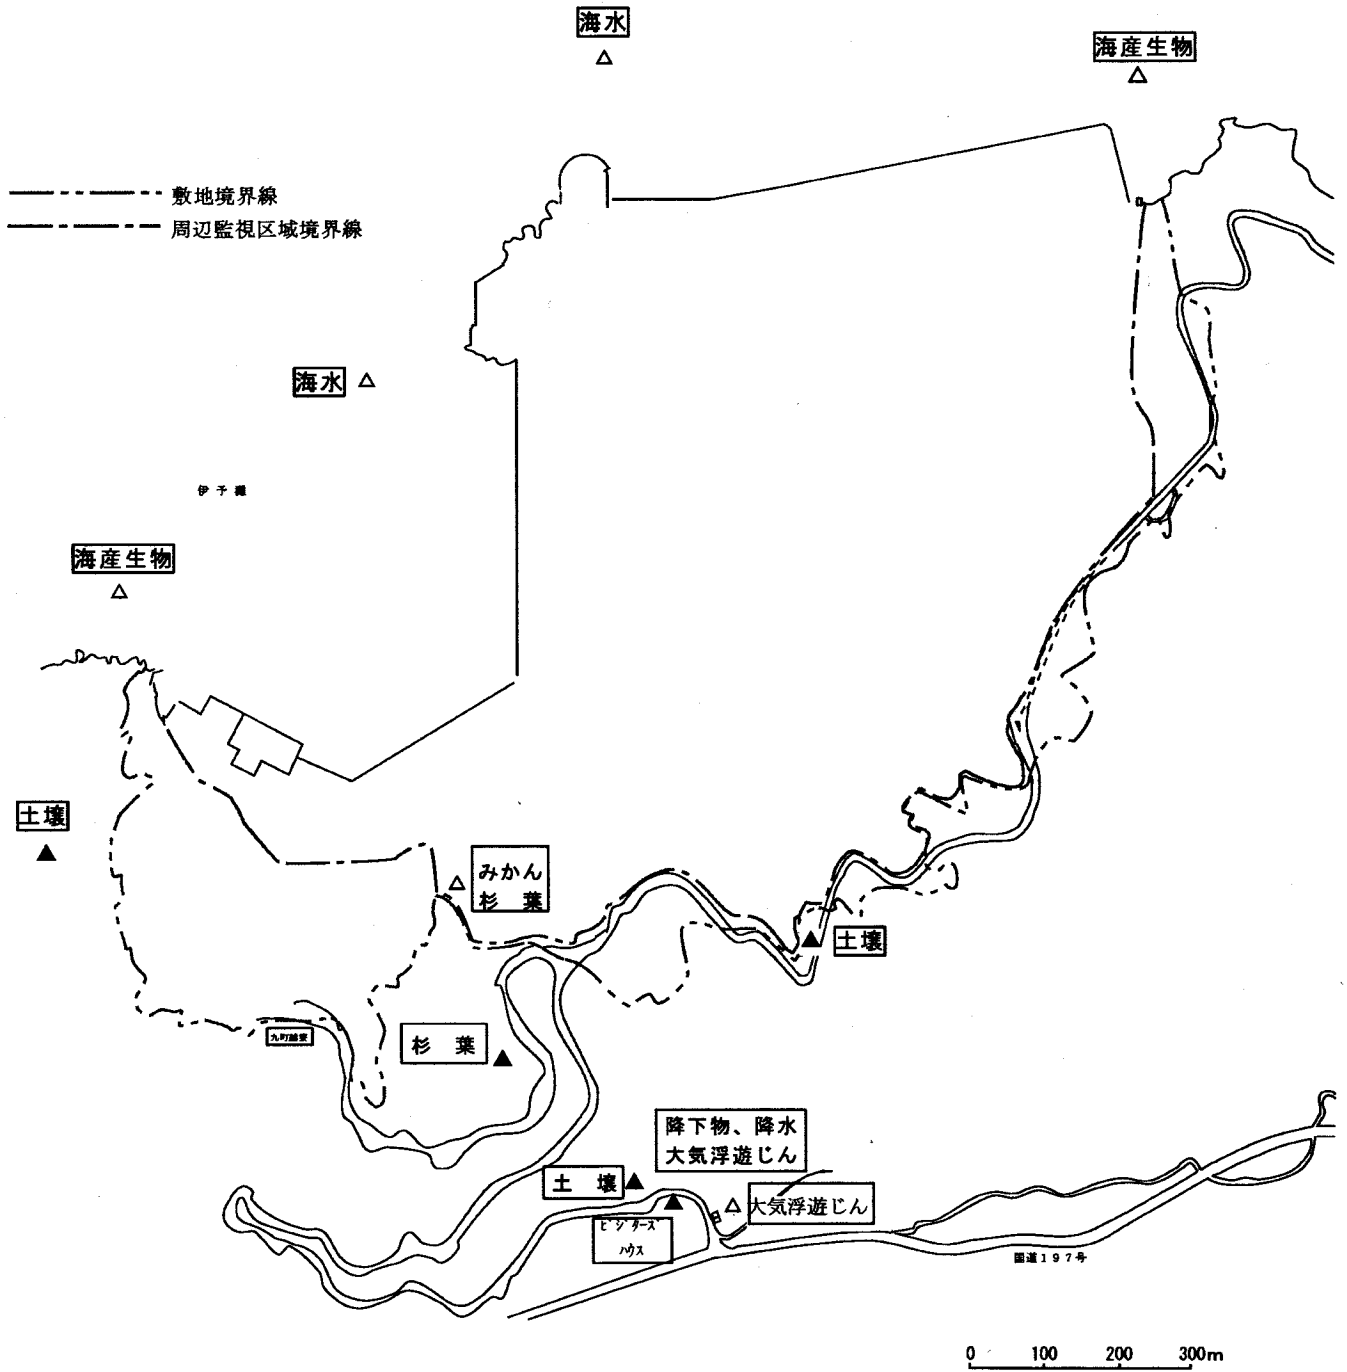 海水
海産生物
敷地境界線
周辺監視区域境界線
海水
伊予灘
海産生物
土壌
みかん
杉 葉
土壌
杉 葉
降下物、降水
大気浮遊じん
土 壌
大気浮遊じん
ビジターズ
ハウス
国道197号
0 100 200 300m